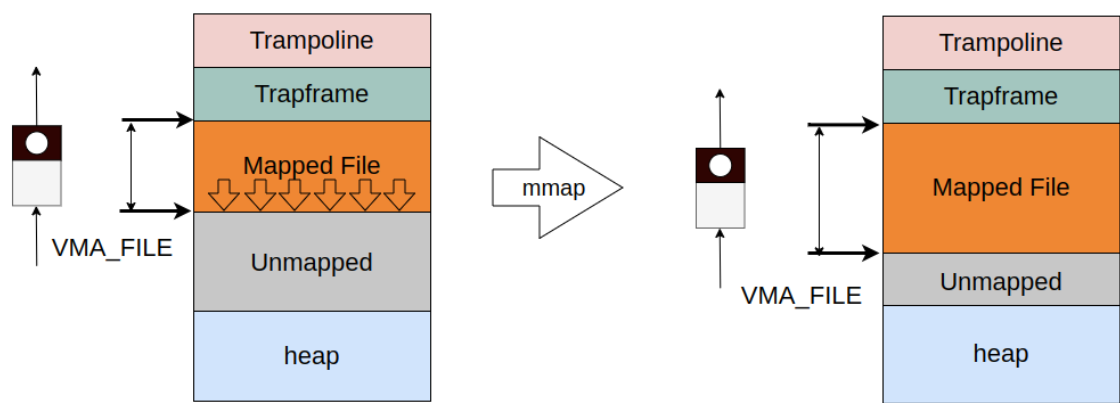 Trampoline
Trapframe
Mapped File
VMA_FILE
Unmapped
heap
mmap
Trampoline
Trapframe
Mapped File
VMA_FILE
Unmapped
heap